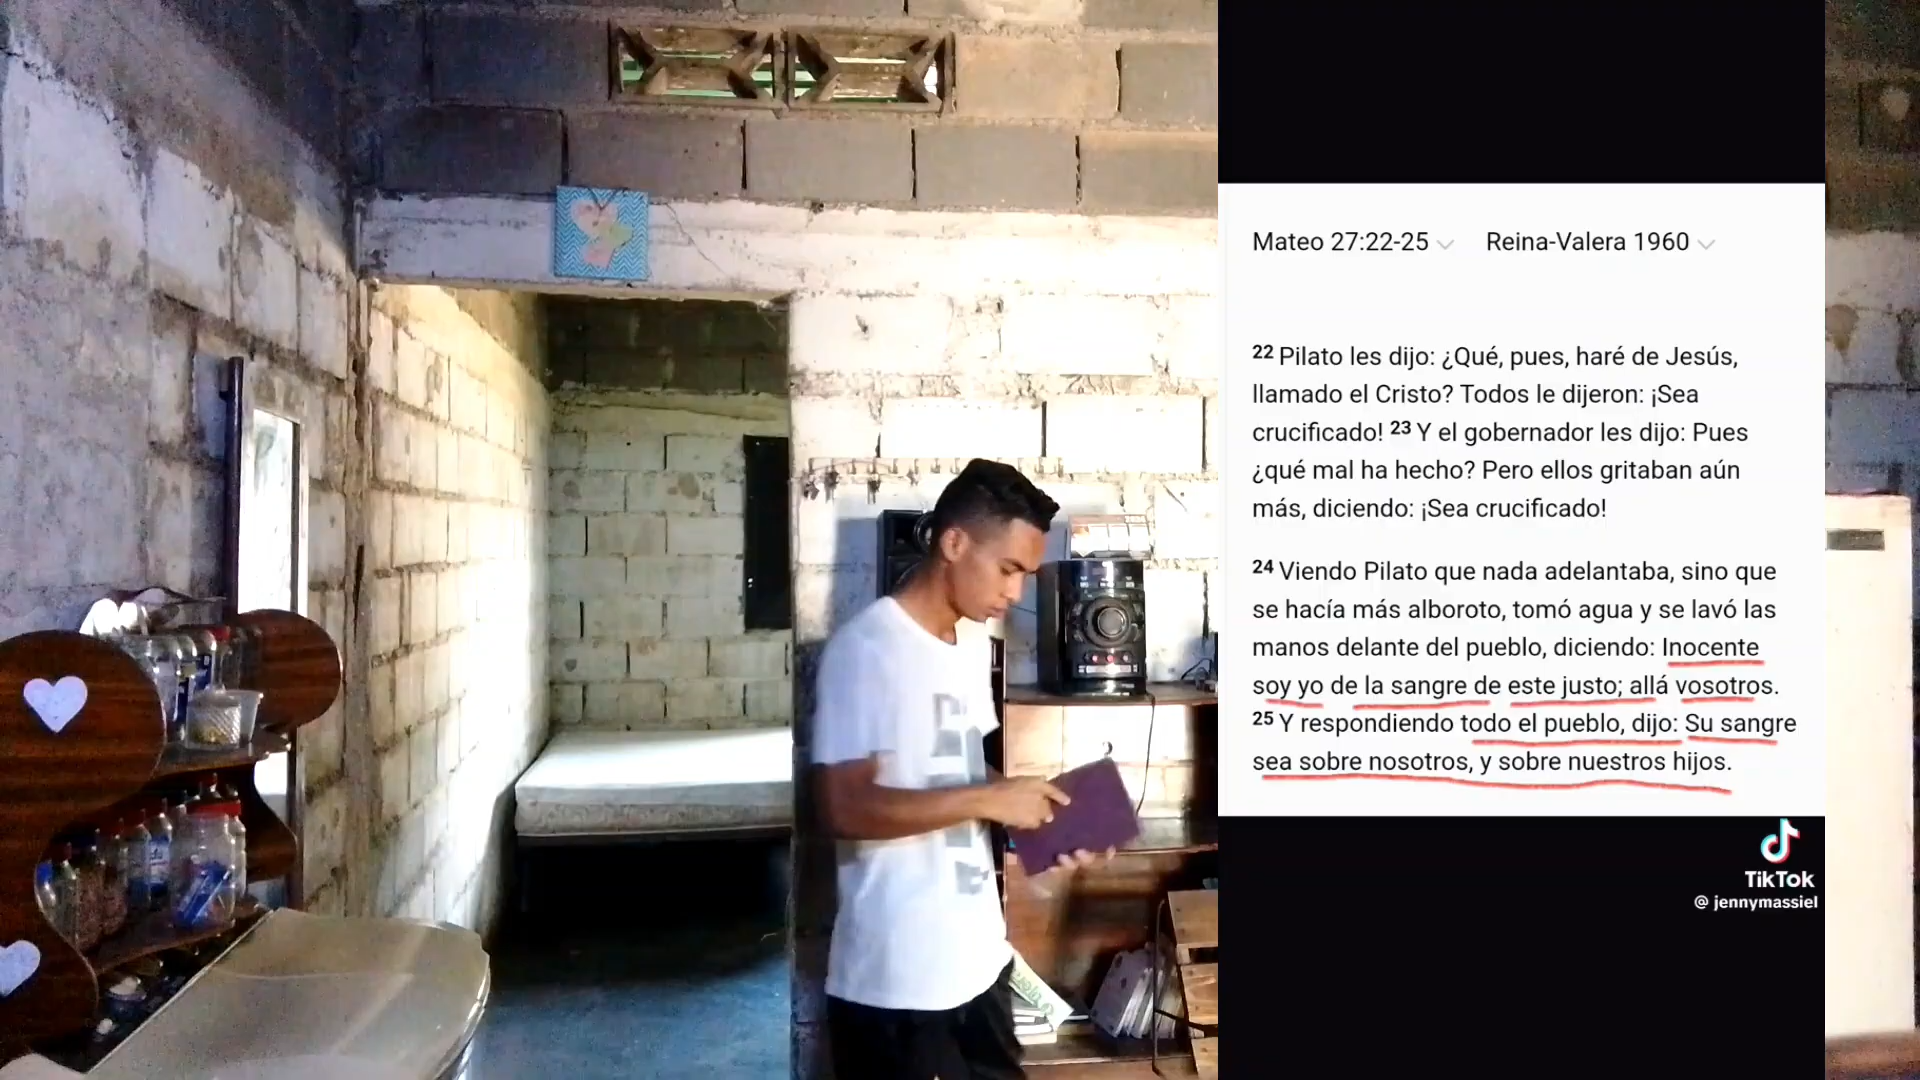 Mateo 27:22-25 Reina-Valera 1960
22 Pilato les dijo: ¿Qué, pues, haré de Jesús,
llamado el Cristo? Todos le dijeron: ¡Sea
crucificado! 23 Y el gobernador les dijo: Pues
¿qué mal ha hecho? Pero ellos gritaban aún
más, diciendo: ¡Sea crucificado!
24 Viendo Pilato que nada adelantaba, sino que
se hacía más alboroto, tomó agua y se lavó las
manos delante del pueblo, diciendo: Inocente
soy yo de la sangre de este justo; allá vosotros.
25 Y respondiendo todo el pueblo, dijo: Su sangre
sea sobre nosotros, y sobre nuestros hijos.
TikTok
@ jennymassiel